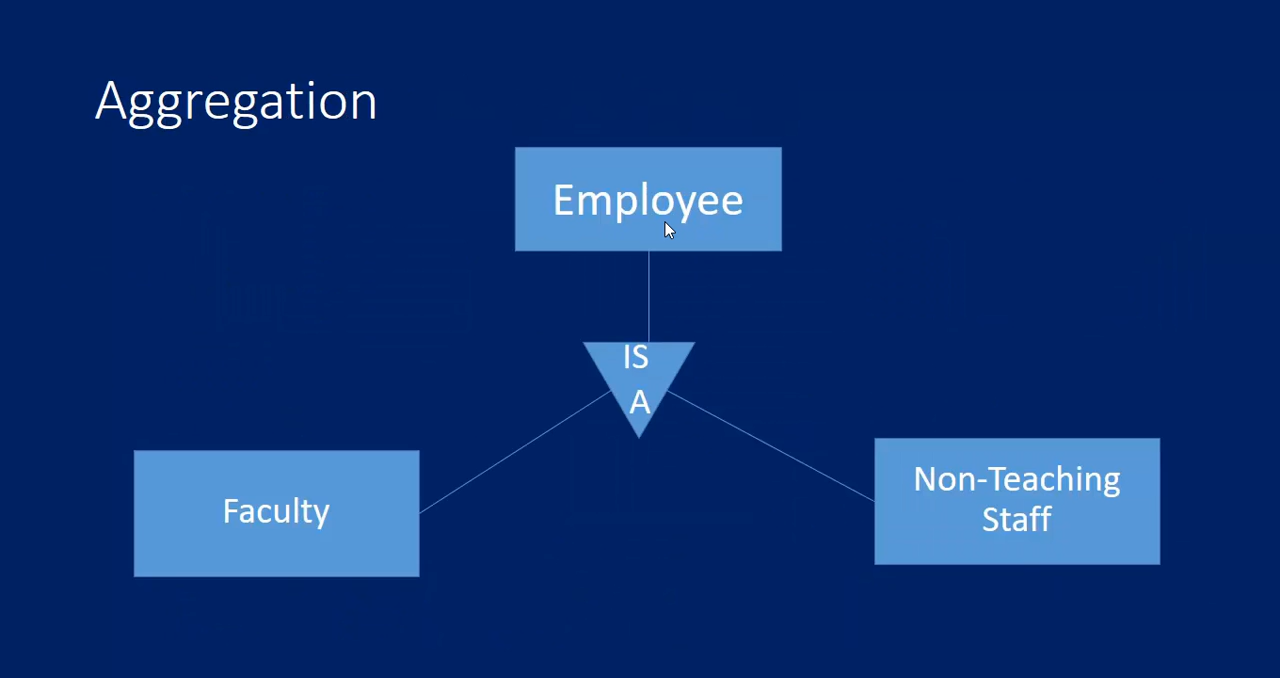 Aggregation
Employee
IS
A
Faculty
Non-Teaching
Staff